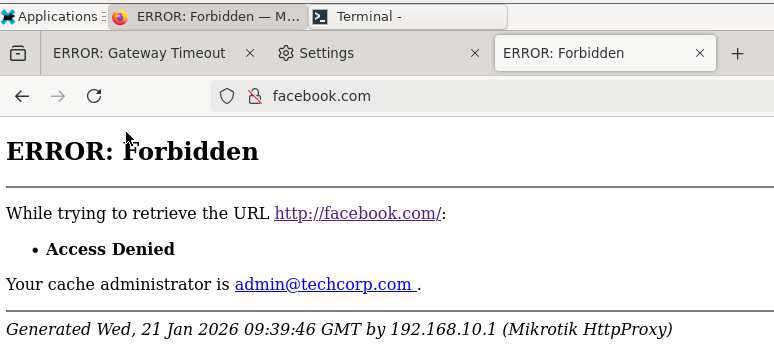 Applications ERROR: Forbidden — M... Terminal -
ERROR: Gateway Timeout Settings ERROR: Forbidden
facebook.com
ERROR: Forbidden
While trying to retrieve the URL http://facebook.com/:
• Access Denied
Your cache administrator is admin@techcorp.com .
Generated Wed, 21 Jan 2026 09:39:46 GMT by 192.168.10.1 (Mikrotik HttpProxy)